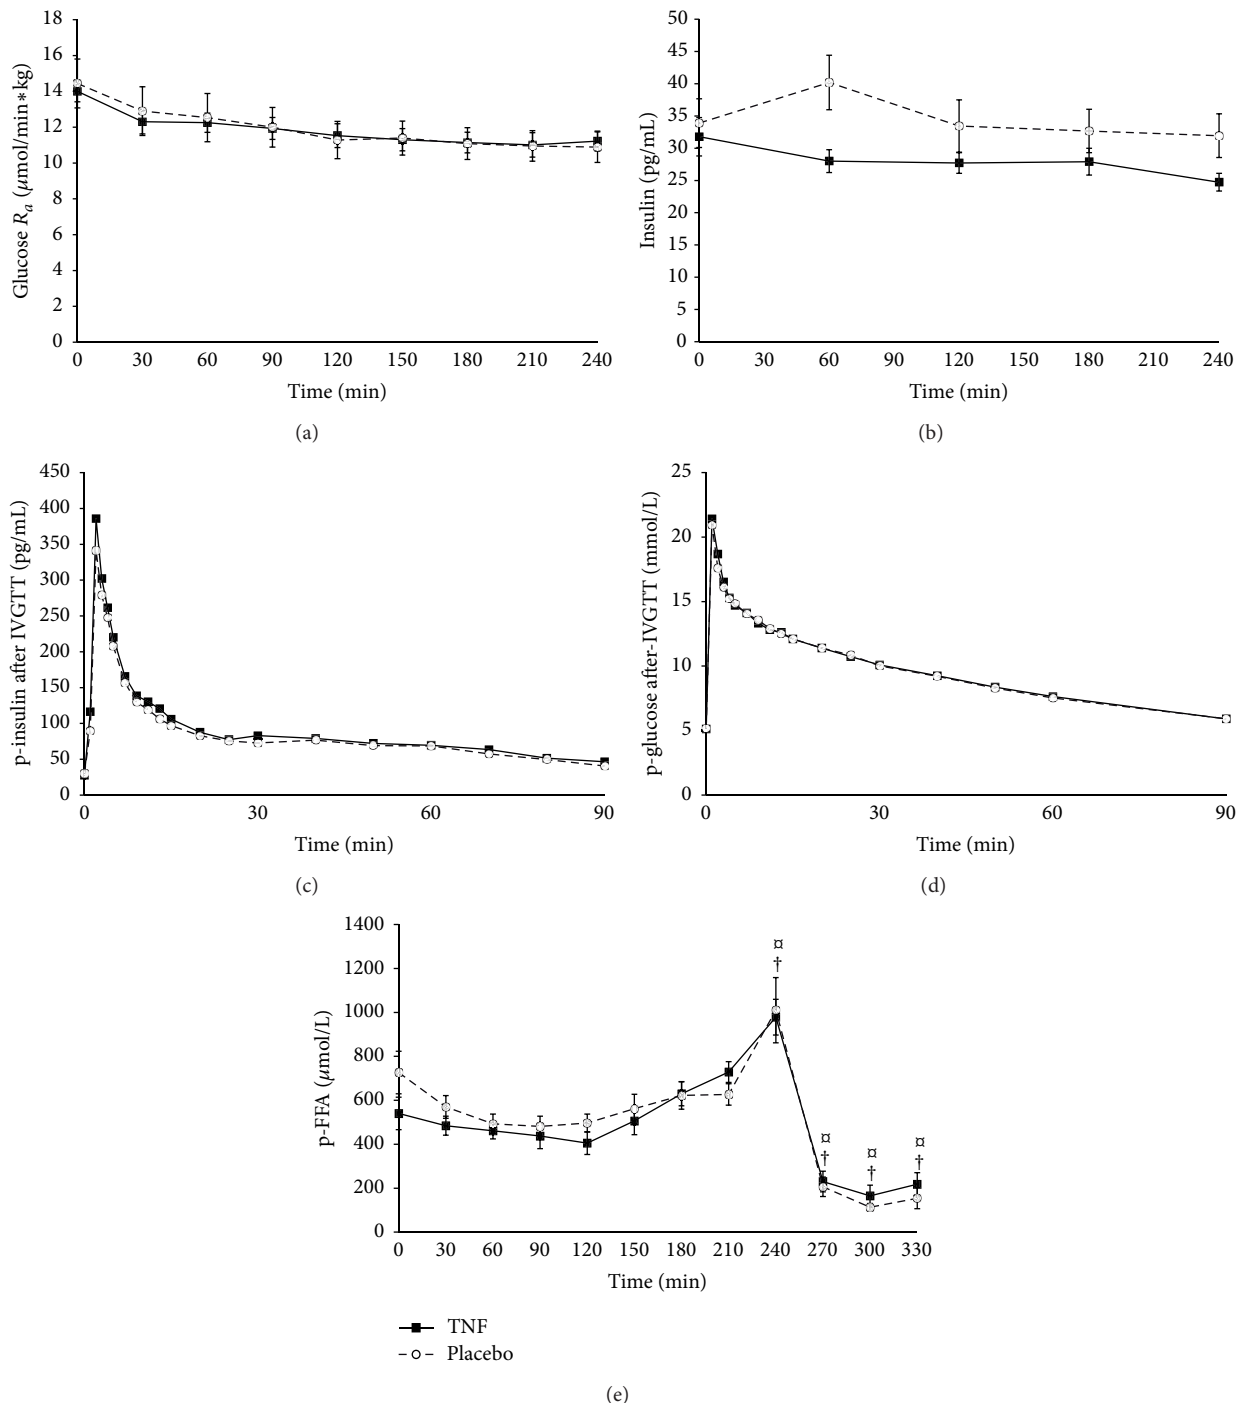 18
16
14
12
10
8
6
4
2
0
Glucose Ra (μmol/min∗kg)
0 30 60 90 120 150 180 210 240
Time (min)
(a)
50
45
40
35
30
25
20
15
10
5
0
Insulin (pg/mL)
0 30 60 90 120 180 210 240
Time (min)
(b)
450
400
350
300
250
200
150
100
50
0
p-insulin after IVGTT (pg/mL)
0 30 60 90
Time (min)
(c)
25
20
15
10
5
0
p-glucose after-IVGTT (mmol/L)
0 30 60 90
Time (min)
(d)
1400
1200
1000
800
600
400
200
0
p-FFA (μmol/L)
¤
†
¤
†
¤
†
¤
†
0 30 60 90 120 150 180 210 240 270 300 330
Time (min)
TNF
Placebo
(e)